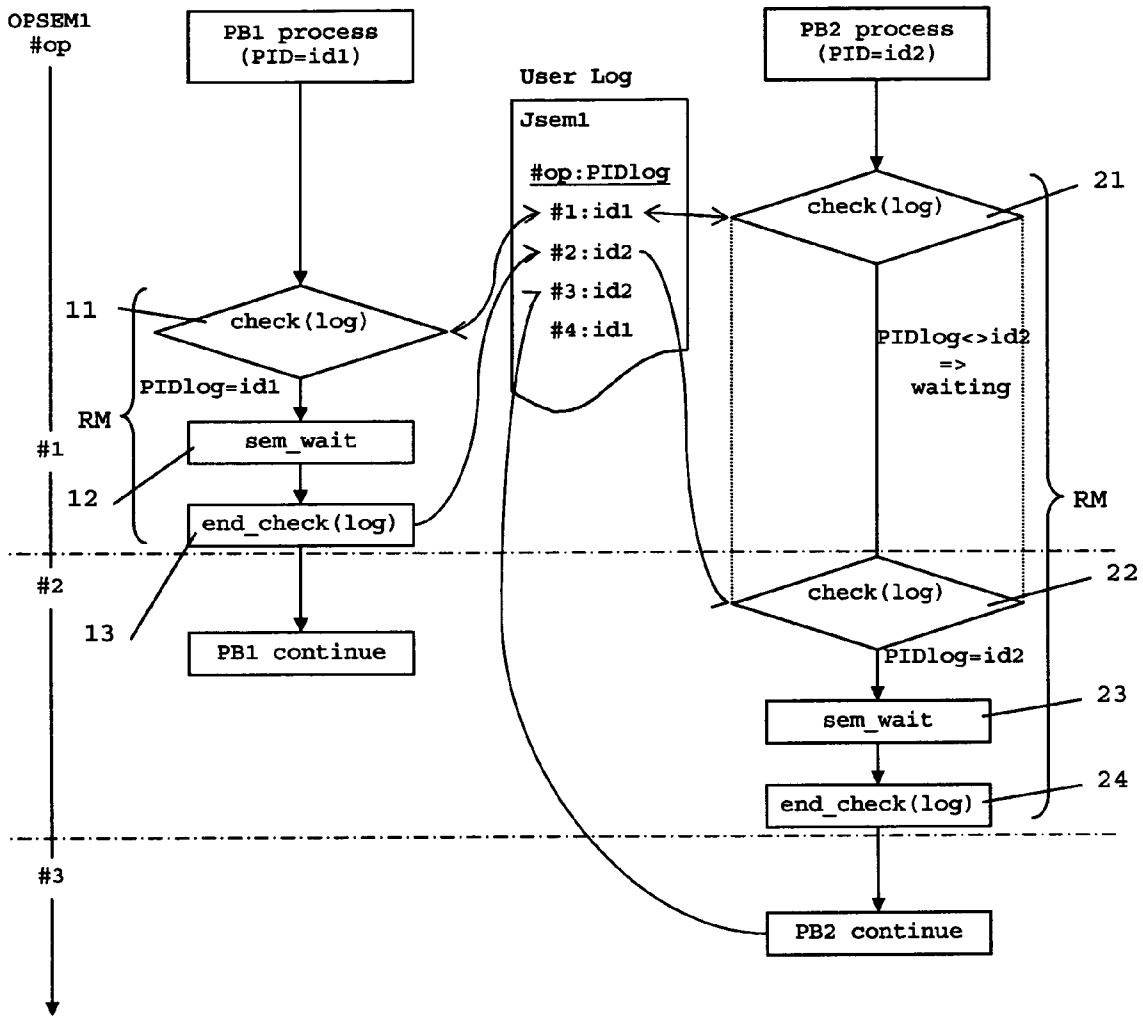 OPSEM1
#op
PB1 process
(PID=id1)
PB2 process
(PID=id2)
User Log
Jsem1
#op:PIDlog
#1:id1
#2:id2
#3:id2
#4:id1
check(log)
21
11
check(log)
PIDlog<>id2
=>
waiting
PIDlog=id1
RM
sem_wait
#1
12
RM
end_check(log)
#2
check(log)
22
13
PB1 continue
PIDlog=id2
sem_wait
23
24
end_check(log)
#3
PB2 continue